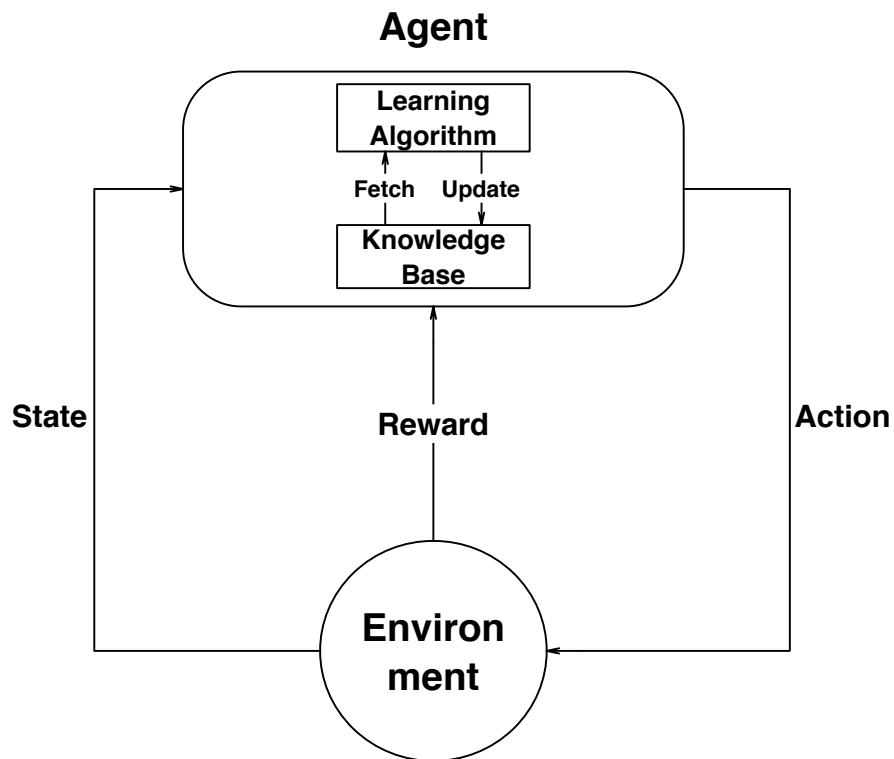 Agent
Learning
Algorithm
Fetch
Update
Knowledge
Base
State
Reward
Action
Environ
ment